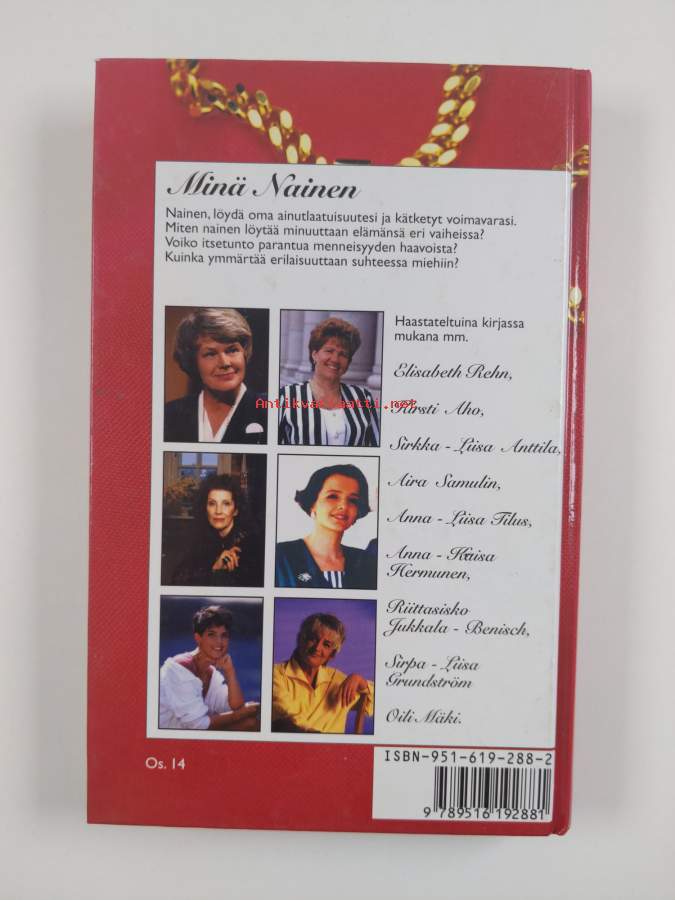 Minä Nainen
Nainen, löydä oma ainutlaatuisuutesi ja kätketyt voimavarasi.
Miten nainen löytää minuuttaan elämänsä eri vaiheissa?
Voiko itsetunto parantua menneisyyden haavoista?
Kuinka ymmärtää erilaisuuttaan suhteessa miehiin?
Haastateltuina kirjassa
mukana mm.
Elisabeth Rehn,
Antikvariaatti.net
Kirsti Aho,
Sirkka - Liisa Anttila,
Aira Samulin,
Anna - Liisa Tilus,
Anna - Kaisa
Hermunen,
Riittasisko
Jukkala - Benisch,
Sirpa - Liisa
Grundström
Oili Mäki.
Os. 14
ISBN-951-619-288-2
9 789516 192881